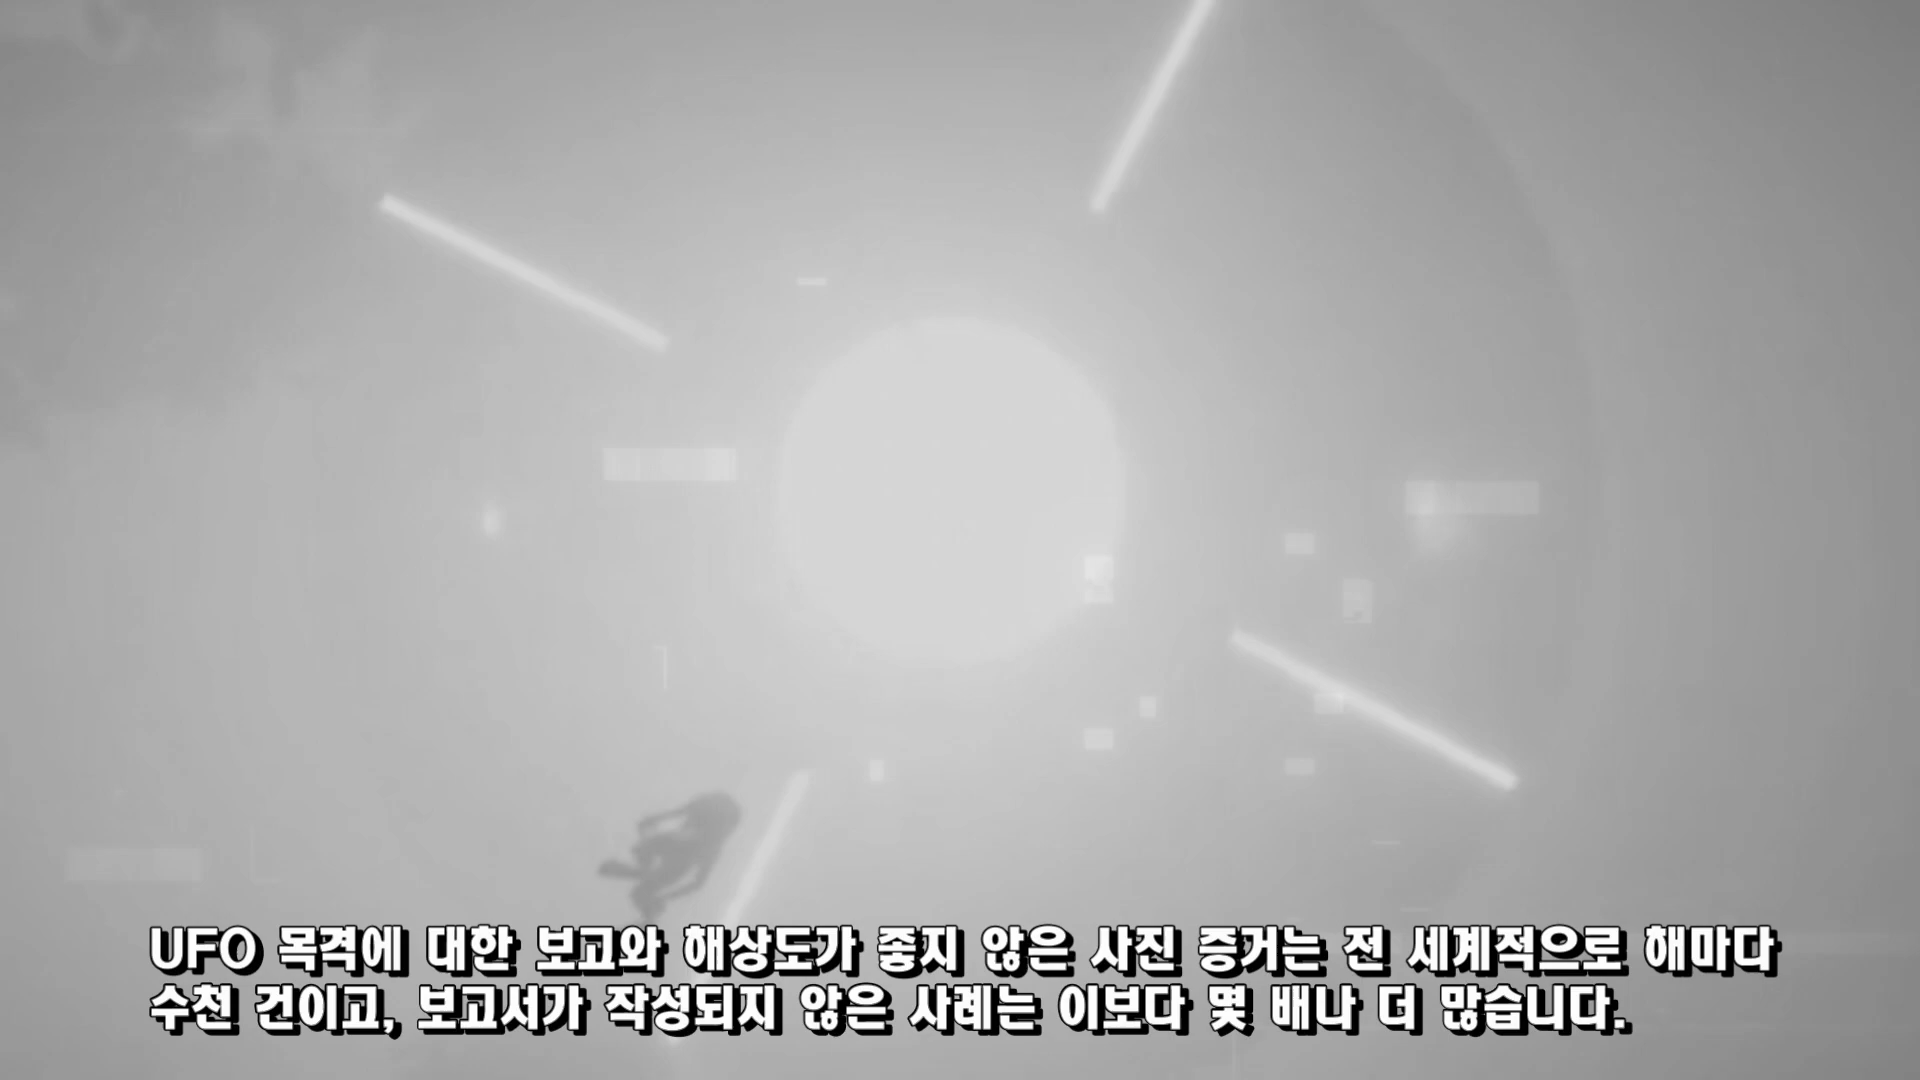 UFO 목격에 대한 보고와 해상도가 좋지 않은 사진 증거는 전 세계적으로 해마다
수천 건이고, 보고서가 작성되지 않은 사례는 이보다 몇 배나 더 많습니다.